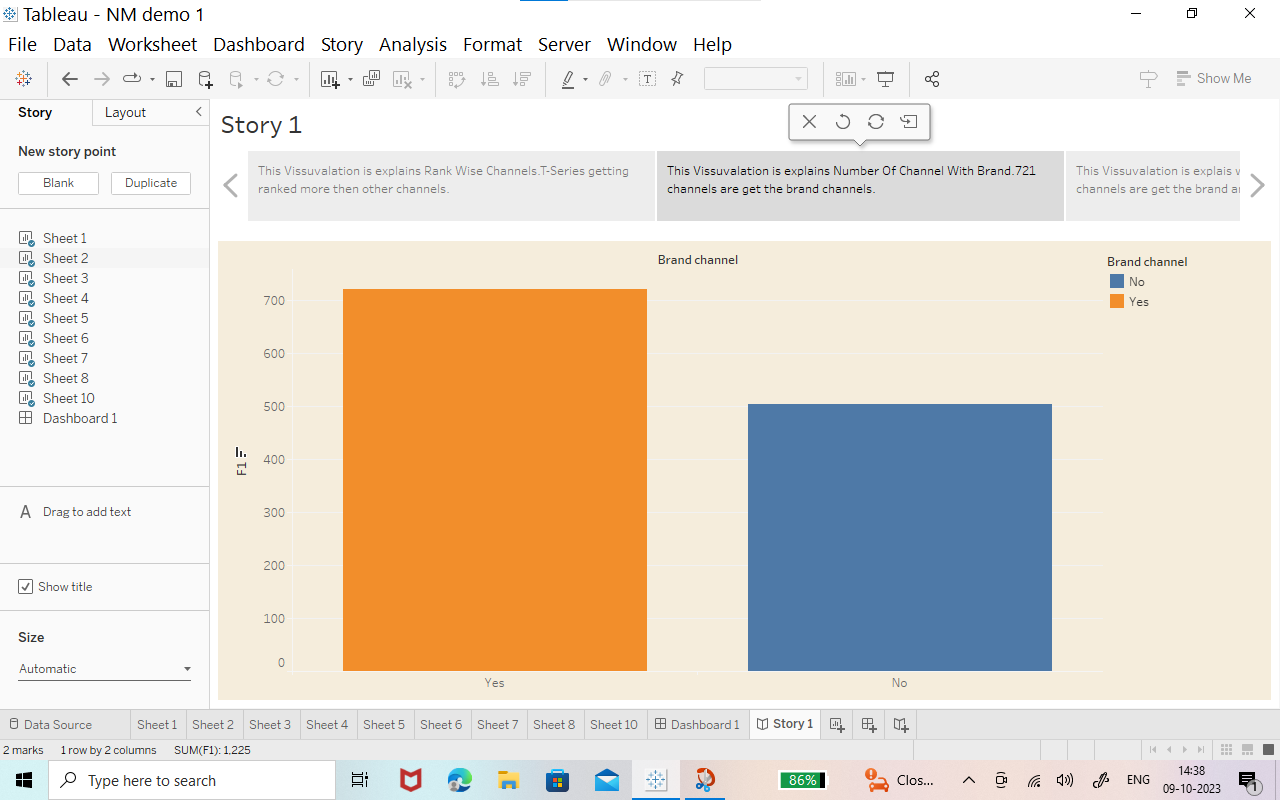 Tableau - NM demo 1
File Data Worksheet Dashboard Story Analysis Format Server Window Help
Show Me
Story Layout
New story point
Blank Duplicate
Sheet 1
Sheet 2
Sheet 3
Sheet 4
Sheet 5
Sheet 6
Sheet 7
Sheet 8
Sheet 10
Dashboard 1
A Drag to add text
Show title
Size
Automatic
Story 1
This Vissuvalation is explains Rank Wise Channels.T-Series getting
ranked more then other channels.
This Vissuvalation is explains Number Of Channel With Brand.721
channels are get the brand channels.
This Vissuvalation is explais
channels are get the brand
Brand channel
700
600
500
400
300
200
100
0
F1
Yes No
Brand channel
No
Yes
Data Source Sheet 1 Sheet 2 Sheet 3 Sheet 4 Sheet 5 Sheet 6 Sheet 7 Sheet 8 Sheet 10 Dashboard 1 Story 1
2 marks 1 row by 2 columns SUM(F1): 1,225
Type here to search
86%
Clos...
ENG
14:38
09-10-2023
1